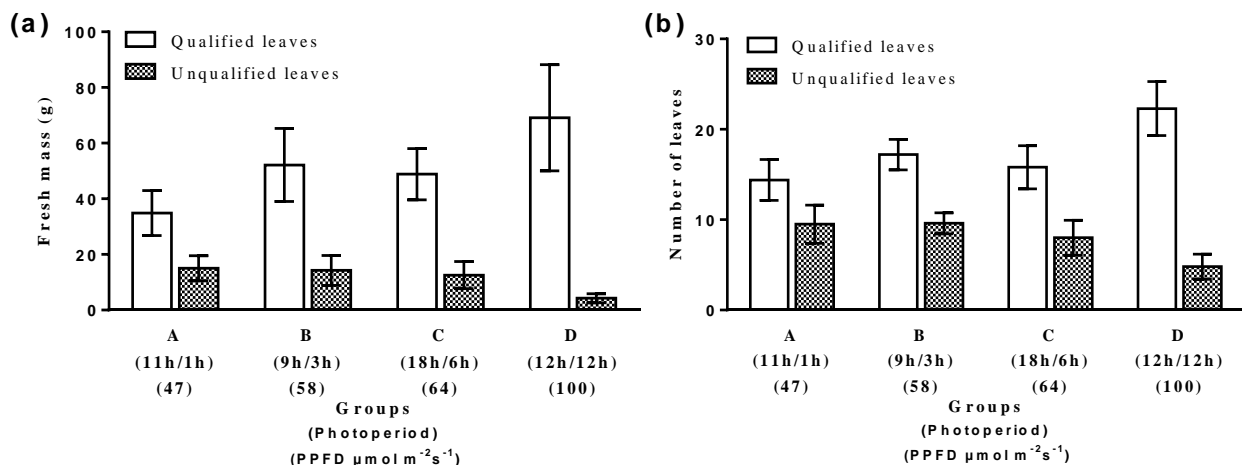 (a)
100
80
60
40
20
0
Fresh mass (g)
Qualified leaves
Unqualified leaves
A B C D
(11h/1h) (9h/3h) (18h/6h) (12h/12h)
(47) (58) (64) (100)
Groups
(Photoperiod)
(PPFD μmol m⁻²s⁻¹)
(b)
30
20
10
0
Number of leaves
Qualified leaves
Unqualified leaves
A B C D
(11h/1h) (9h/3h) (18h/6h) (12h/12h)
(47) (58) (64) (100)
Groups
(Photoperiod)
(PPFD μmol m⁻²s⁻¹)